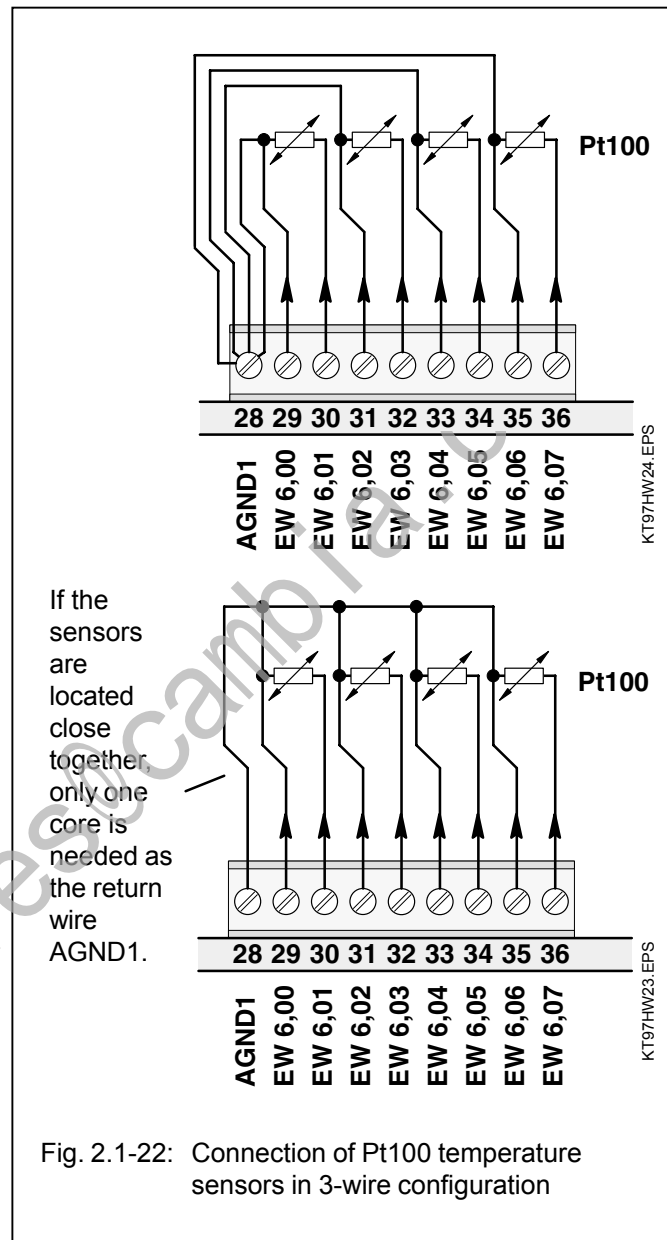 Pt100
28 29 30 31 32 33 34 35 36
AGND1
EW 6,00
EW 6,01
EW 6,02
EW 6,03
EW 6,04
EW 6,05
EW 6,06
EW 6,07
KT97HW24.EPS
If the
sensors
are
located
close
together,
only one
core is
needed as
the return
wire
AGND1.
Pt100
28 29 30 31 32 33 34 35 36
AGND1
EW 6,00
EW 6,01
EW 6,02
EW 6,03
EW 6,04
EW 6,05
EW 6,06
EW 6,07
KT97HW23.EPS
Fig. 2.1-22: Connection of Pt100 temperature
sensors in 3-wire configuration
es@cambia.c